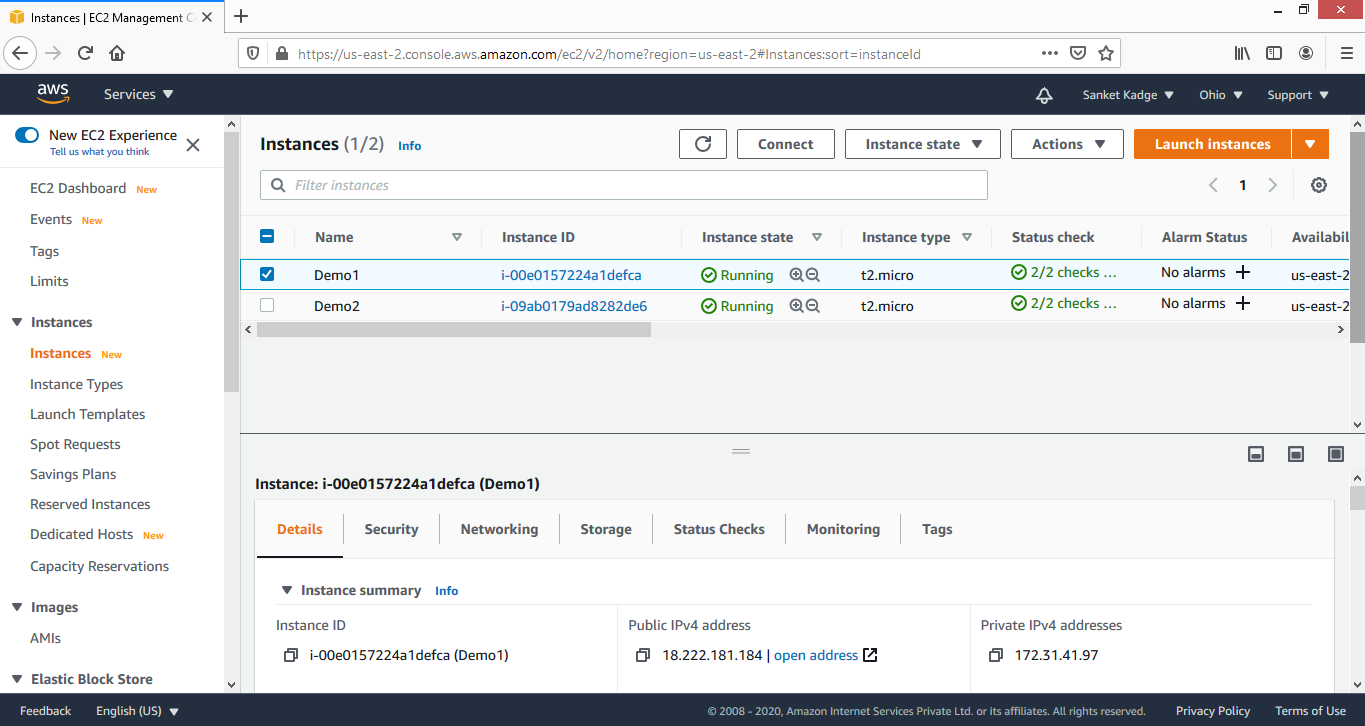 Instances | EC2 Management C
https://us-east-2.console.aws.amazon.com/ec2/v2/home?region=us-east-2#Instances:sort=instanceId
aws Services Sanket Kadge Ohio Support
New EC2 Experience
Tell us what you think
EC2 Dashboard New
Events New
Tags
Limits
Instances
Instances New
Instance Types
Launch Templates
Spot Requests
Savings Plans
Reserved Instances
Dedicated Hosts New
Capacity Reservations
Images
AMIs
Elastic Block Store
Instances (1/2) Info Connect Instance state Actions Launch instances
Filter instances 1
Name Instance ID Instance state Instance type Status check Alarm Status Availabil
Demo1 i-00e0157224a1defca Running t2.micro 2/2 checks ... No alarms us-east-2
Demo2 i-09ab0179ad8282de6 Running t2.micro 2/2 checks ... No alarms us-east-2
Instance: i-00e0157224a1defca (Demo1)
Details Security Networking Storage Status Checks Monitoring Tags
Instance summary Info
Instance ID Public IPv4 address Private IPv4 addresses
i-00e0157224a1defca (Demo1) 18.222.181.184 | open address 172.31.41.97
Feedback English (US) © 2008 - 2020, Amazon Internet Services Private Ltd. or its affiliates. All rights reserved. Privacy Policy Terms of Use